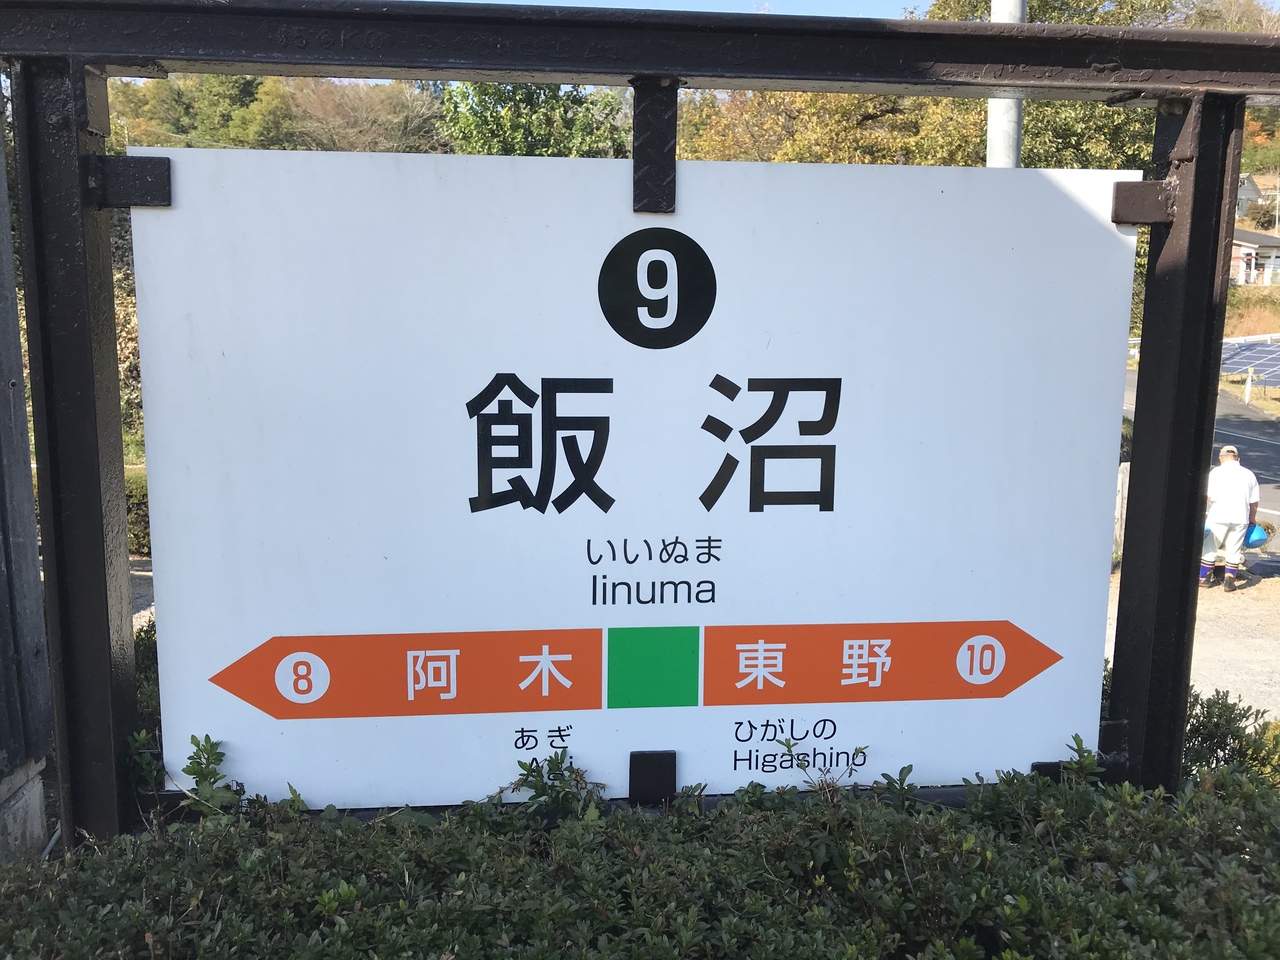 9
飯沼
いいぬま
Iinuma
8 阿木 東野 10
あぎ ひがしの
Agi Higashino